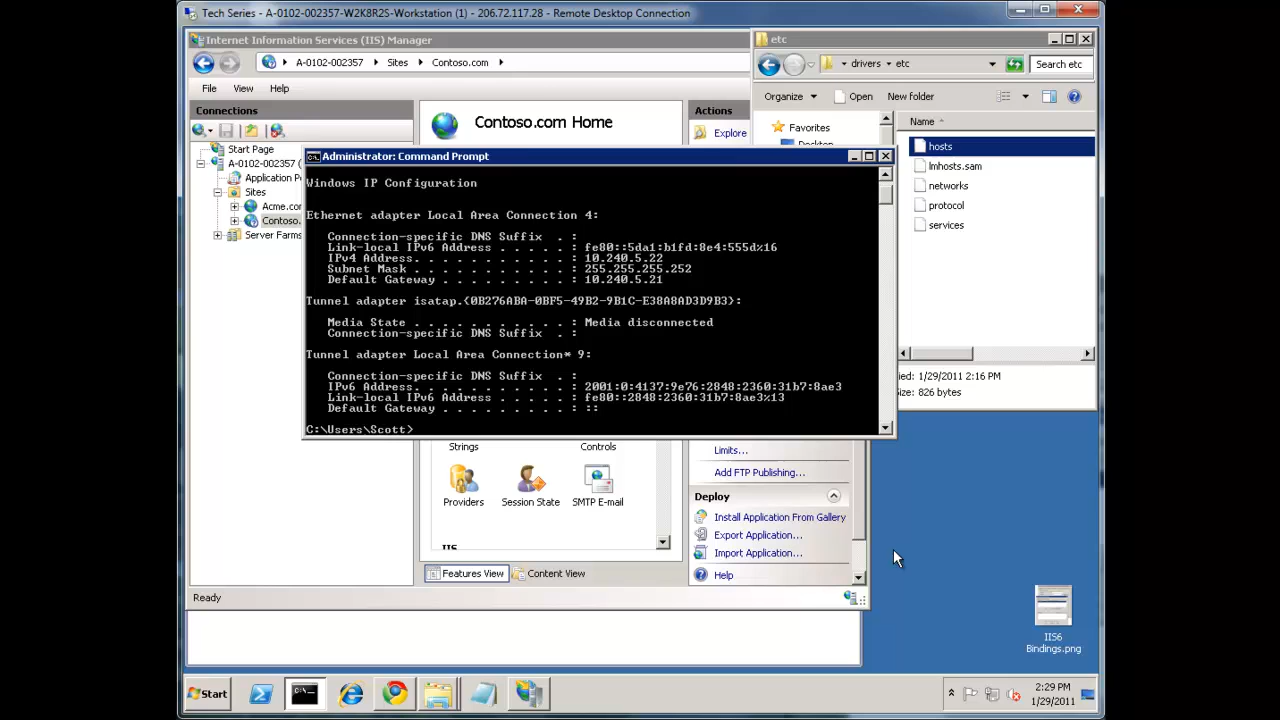 Tech Series - A-0102-002357-W2K8R2S-Workstation (1) - 206.72.117.28 - Remote Desktop Connection
Internet Information Services (IIS) Manager
A-0102-002357 Sites Contoso.com
File View Help
Connections
Start Page
A-0102-002357 (
Application P
Sites
Acme.co
Contoso.
Server Farms
Contoso.com Home
Actions
Explore
etc
drivers etc
Search etc
Organize Open New folder
Favorites
Desktop
Name
hosts
lmhosts.sam
networks
protocol
services
ied: 1/29/2011 2:16 PM
Size: 826 bytes
Administrator: Command Prompt
Windows IP Configuration
Ethernet adapter Local Area Connection 4:
Connection-specific DNS Suffix . :
Link-local IPv6 Address . . . . . : fe80::5da1:b1fd:8e4:555d%16
IPv4 Address. . . . . . . . . . . : 10.240.5.22
Subnet Mask . . . . . . . . . . . : 255.255.255.252
Default Gateway . . . . . . . . . : 10.240.5.21
Tunnel adapter isatap.{0B276ABA-0BF5-49B2-9B1C-E38A8AD3D9B3}:
Media State . . . . . . . . . . . : Media disconnected
Connection-specific DNS Suffix . :
Tunnel adapter Local Area Connection* 9:
Connection-specific DNS Suffix . :
IPv6 Address. . . . . . . . . . . : 2001:0:4137:9e76:2848:2360:31b7:8ae3
Link-local IPv6 Address . . . . . : fe80::2848:2360:31b7:8ae3%13
Default Gateway . . . . . . . . . : ::
C:\Users\Scott>
Strings Controls
Providers Session State SMTP E-mail
IIS
Features View Content View
Limits...
Add FTP Publishing...
Deploy
Install Application From Gallery
Export Application...
Import Application...
Help
Ready
IIS6
Bindings.png
Start
2:29 PM
1/29/2011